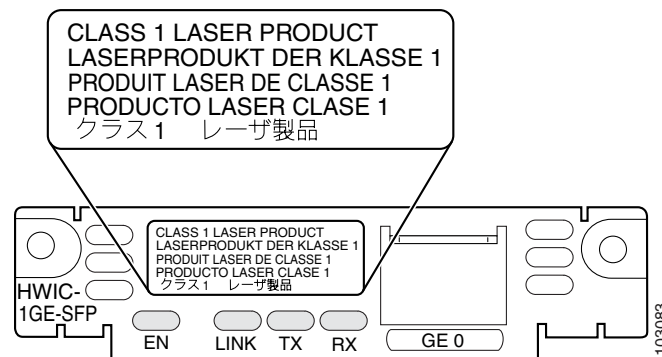 CLASS 1 LASER PRODUCT
LASERPRODUKT DER KLASSE 1
PRODUIT LASER DE CLASSE 1
PRODUCTO LASER CLASE 1
クラス1 レーザ製品
CLASS 1 LASER PRODUCT
LASERPRODUKT DER KLASSE 1
PRODUIT LASER DE CLASSE 1
PRODUCTO LASER CLASE 1
クラス1 レーザ製品
HWIC-
1GE-SFP
EN LINK TX RX GE 0
103083